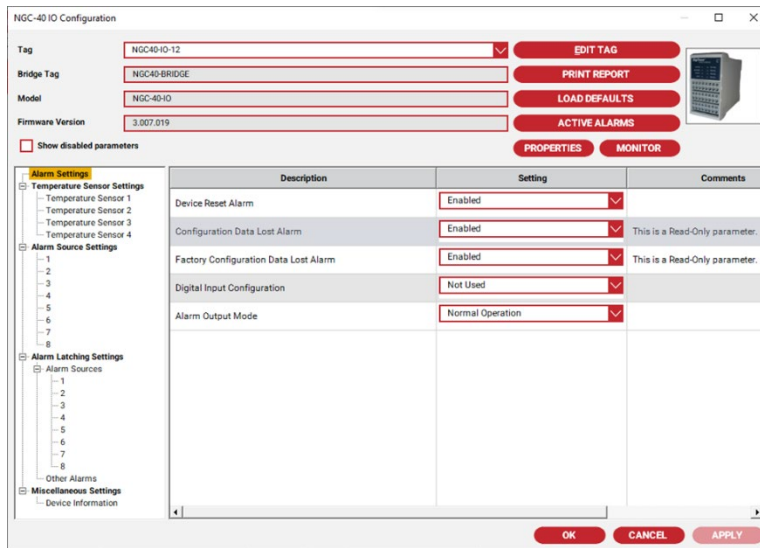 NGC-40 IO Configuration
Tag NGC40-IO-12 EDIT TAG
Bridge Tag NGC40-BRIDGE PRINT REPORT
Model NGC-40-IO LOAD DEFAULTS
Firmware Version 3.007.019 ACTIVE ALARMS
Show disabled parameters PROPERTIES MONITOR
Alarm Settings
Temperature Sensor Settings
Temperature Sensor 1
Temperature Sensor 2
Temperature Sensor 3
Temperature Sensor 4
Alarm Source Settings
1
2
3
4
5
6
7
8
Alarm Latching Settings
Alarm Sources
1
2
3
4
5
6
7
8
Other Alarms
Miscellaneous Settings
Device Information
Description Setting Comments
Device Reset Alarm Enabled
Configuration Data Lost Alarm Enabled This is a Read-Only parameter.
Factory Configuration Data Lost Alarm Enabled This is a Read-Only parameter.
Digital Input Configuration Not Used
Alarm Output Mode Normal Operation
OK CANCEL APPLY